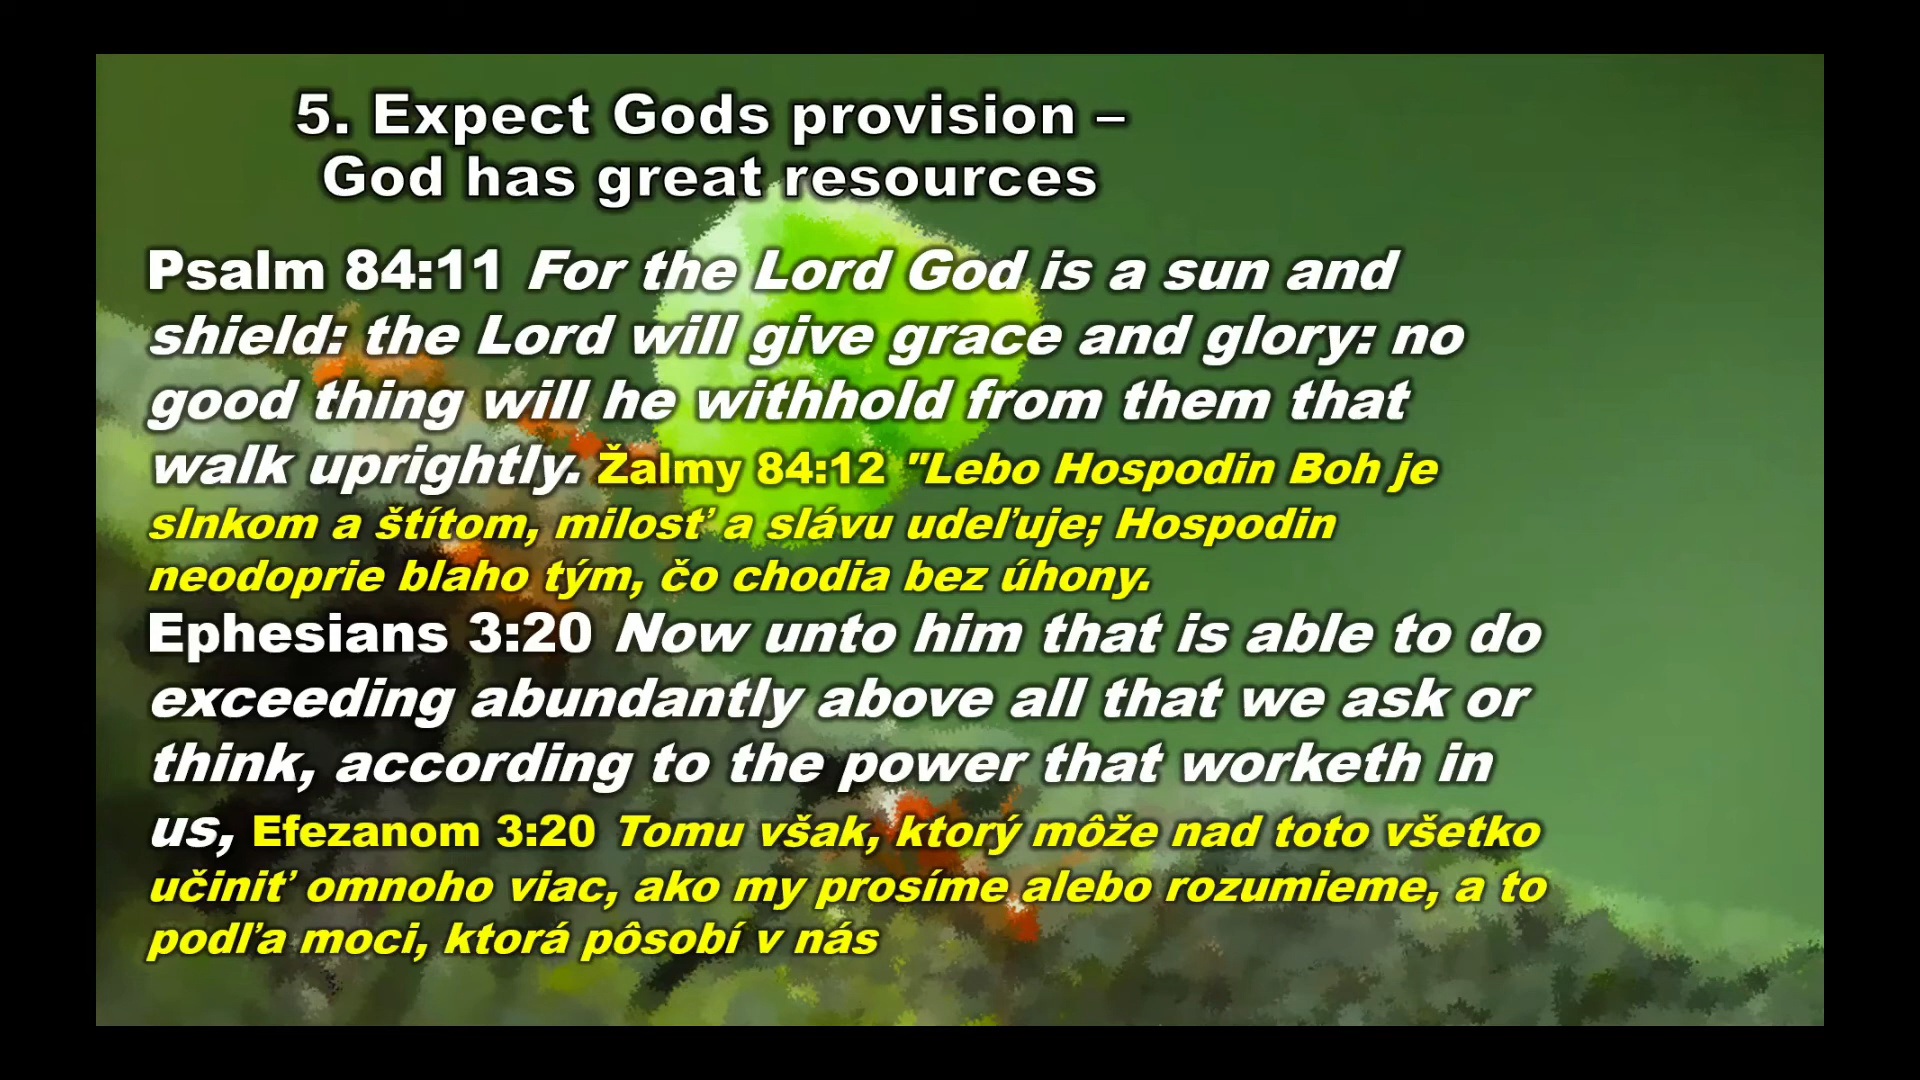 5. Expect Gods provision –
God has great resources
Psalm 84:11 For the Lord God is a sun and
shield: the Lord will give grace and glory: no
good thing will he withhold from them that
walk uprightly. Žalmy 84:12 "Lebo Hospodin Boh je
slnkom a štítom, milosť a slávu udeľuje; Hospodin
neodoprie blaho tým, čo chodia bez úhony.
Ephesians 3:20 Now unto him that is able to do
exceeding abundantly above all that we ask or
think, according to the power that worketh in
us, Efezanom 3:20 Tomu však, ktorý môže nad toto všetko
učiniť omnoho viac, ako my prosíme alebo rozumieme, a to
podľa moci, ktorá pôsobí v nás